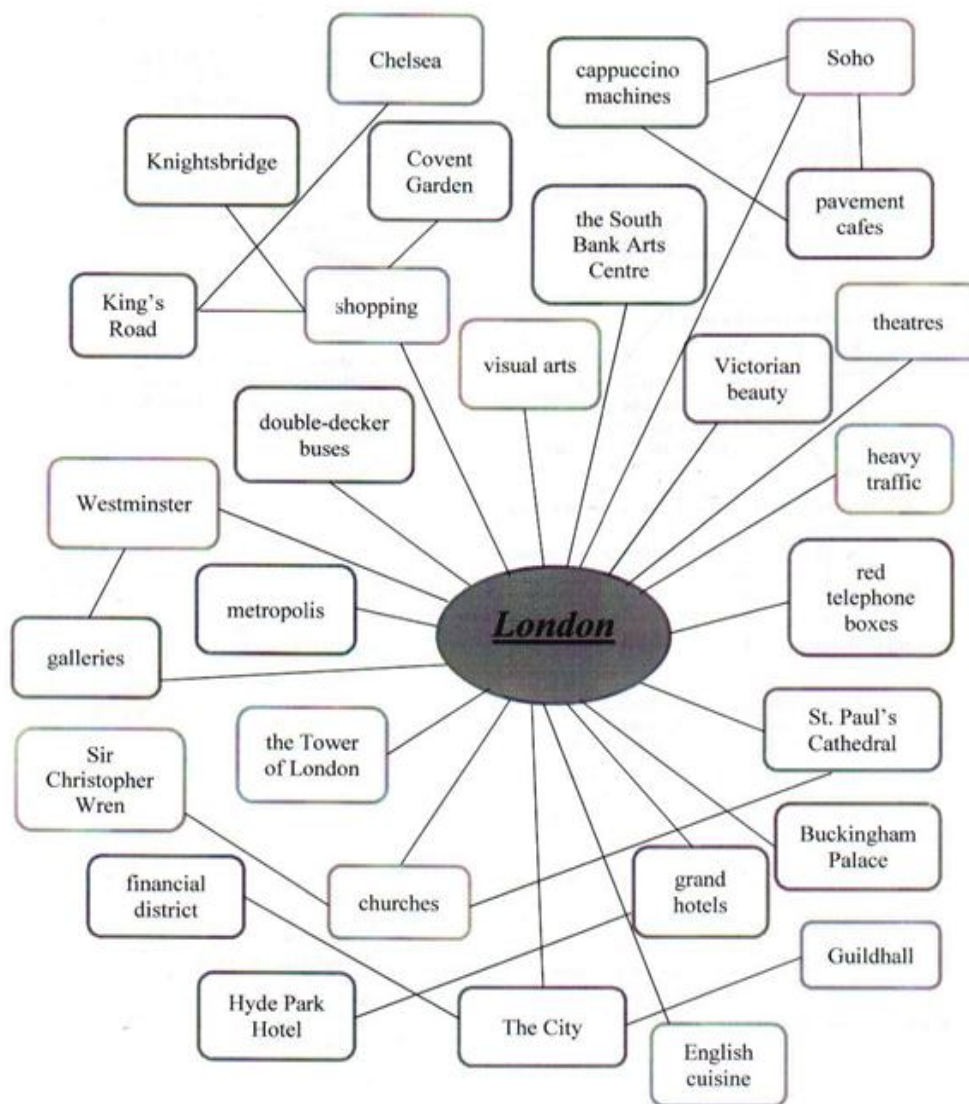 Chelsea
cappuccino
machines
Soho
Knightsbridge
Covent
Garden
the South
Bank Arts
Centre
pavement
cafes
King's
Road
shopping
visual arts
Victorian
beauty
theatres
double-decker
buses
heavy
traffic
Westminster
metropolis
London
red
telephone
boxes
galleries
the Tower
of London
St. Paul's
Cathedral
Sir
Christopher
Wren
Buckingham
Palace
financial
district
churches
grand
hotels
Guildhall
Hyde Park
Hotel
The City
English
cuisine